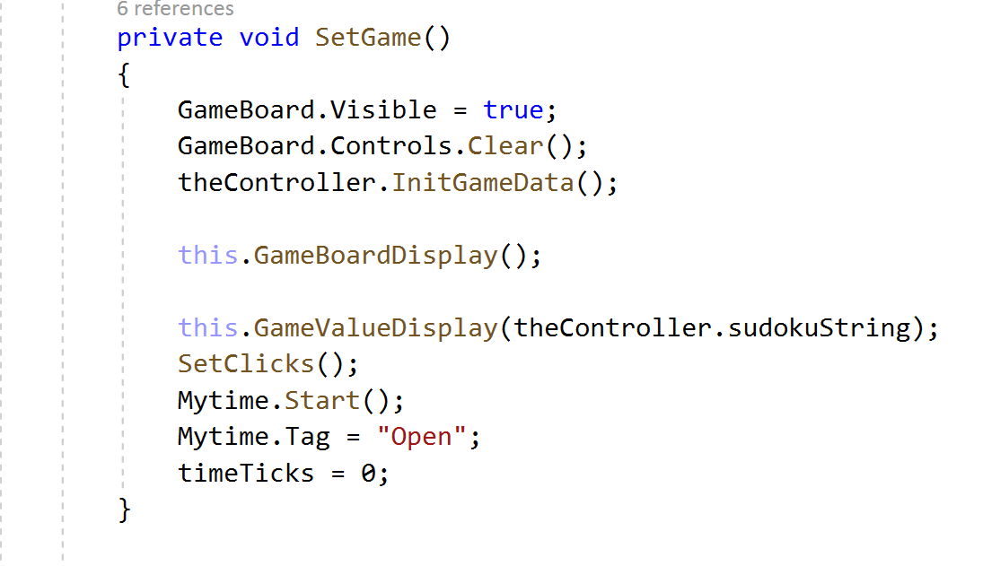 6 references
private void SetGame()
{
GameBoard.Visible = true;
GameBoard.Controls.Clear();
theController.InitGameData();
this.GameBoardDisplay();
this.GameValueDisplay(theController.sudokuString);
SetClicks();
Mytime.Start();
Mytime.Tag = "Open";
timeTicks = 0;
}